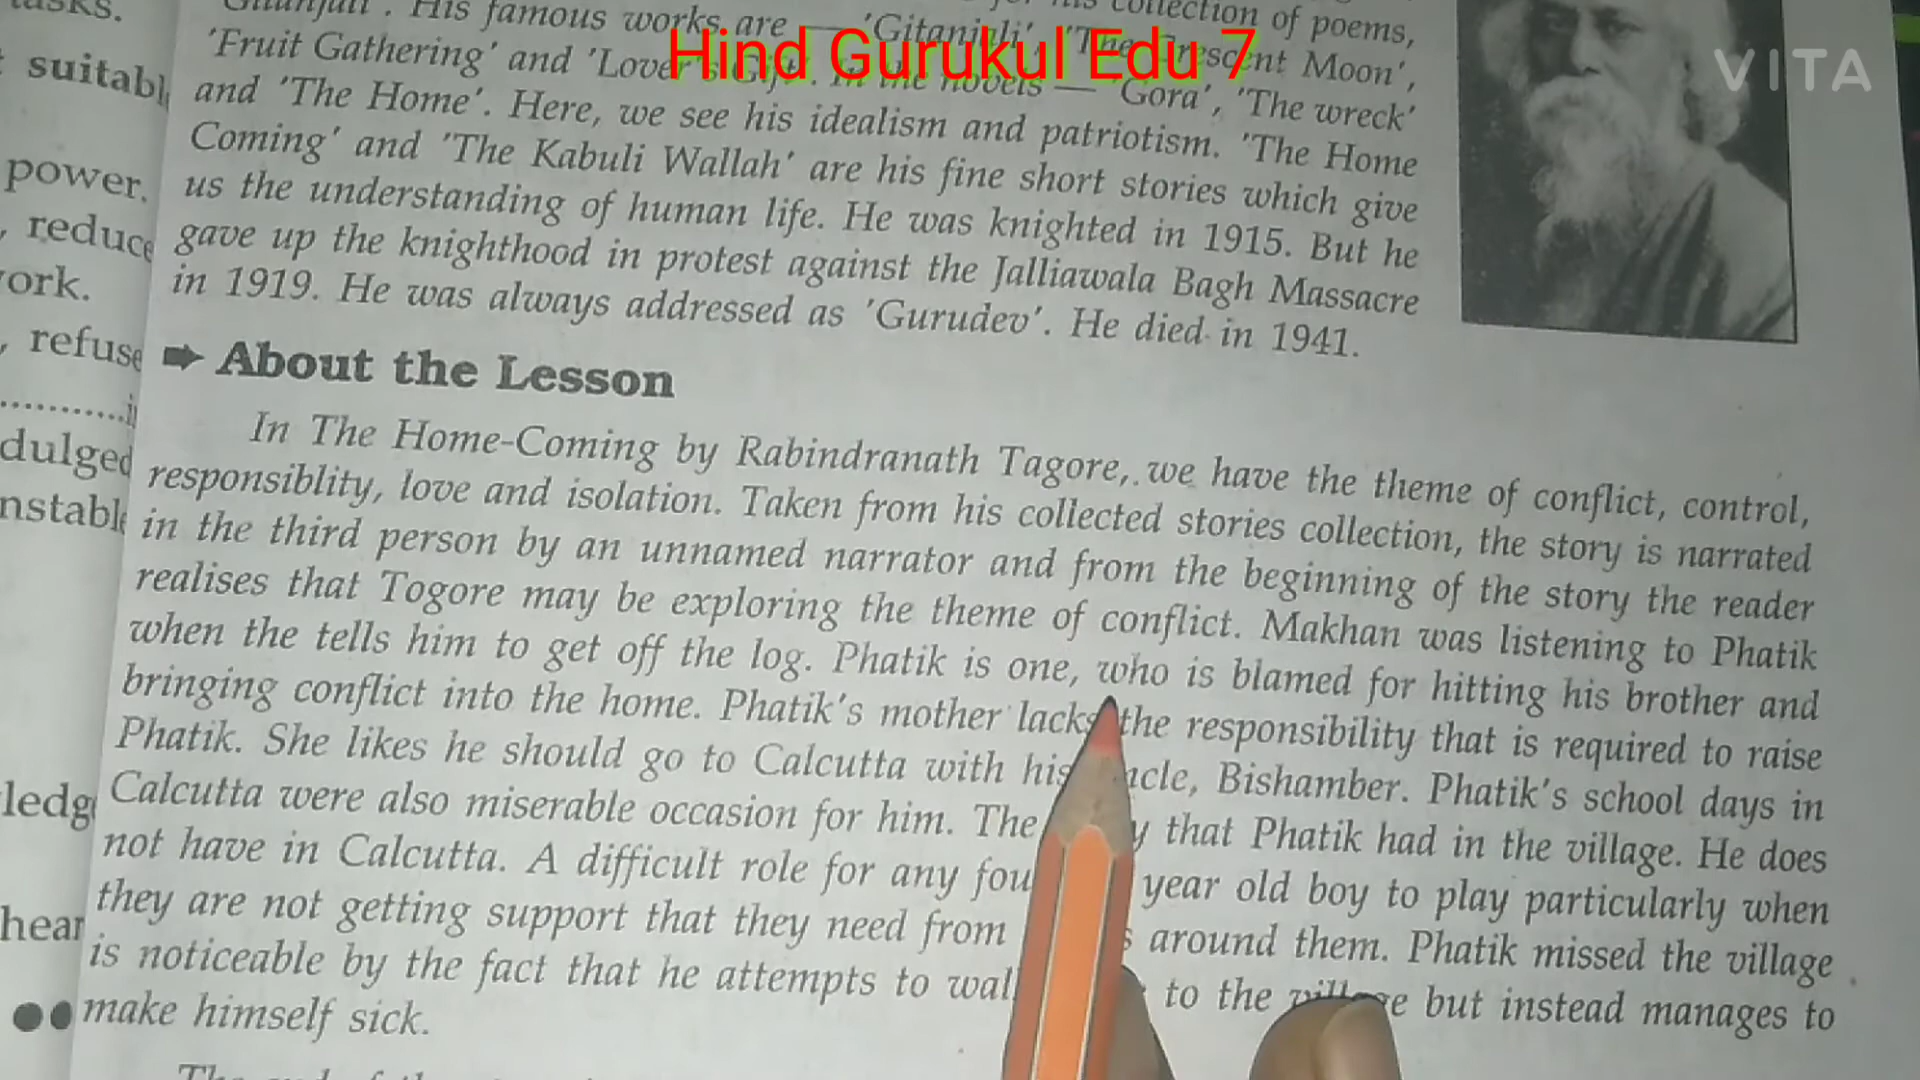 tasks.
suitabl
power.
, reduce
ork.
, refuse
dulged
nstabl
ledg
hear
Hind Gurukul Edu 7
VITA
'Gitanjali'. His famous works are — 'Gitanjali' 'The Crescent Moon',
collection of poems,
'Fruit Gathering' and 'Lover's Gift'. In the novels — 'Gora', 'The wreck'
and 'The Home'. Here, we see his idealism and patriotism. 'The Home
Coming' and 'The Kabuli Wallah' are his fine short stories which give
us the understanding of human life. He was knighted in 1915. But he
gave up the knighthood in protest against the Jalliawala Bagh Massacre
in 1919. He was always addressed as 'Gurudev'. He died in 1941.
About the Lesson
In The Home-Coming by Rabindranath Tagore, we have the theme of conflict, control,
responsiblity, love and isolation. Taken from his collected stories collection, the story is narrated
in the third person by an unnamed narrator and from the beginning of the story the reader
realises that Togore may be exploring the theme of conflict. Makhan was listening to Phatik
when the tells him to get off the log. Phatik is one, who is blamed for hitting his brother and
bringing conflict into the home. Phatik's mother lacks the responsibility that is required to raise
Phatik. She likes he should go to Calcutta with his ncle, Bishamber. Phatik's school days in
Calcutta were also miserable occasion for him. The y that Phatik had in the village. He does
not have in Calcutta. A difficult role for any fou year old boy to play particularly when
they are not getting support that they need from s around them. Phatik missed the village
is noticeable by the fact that he attempts to wal to the village but instead manages to
make himself sick.